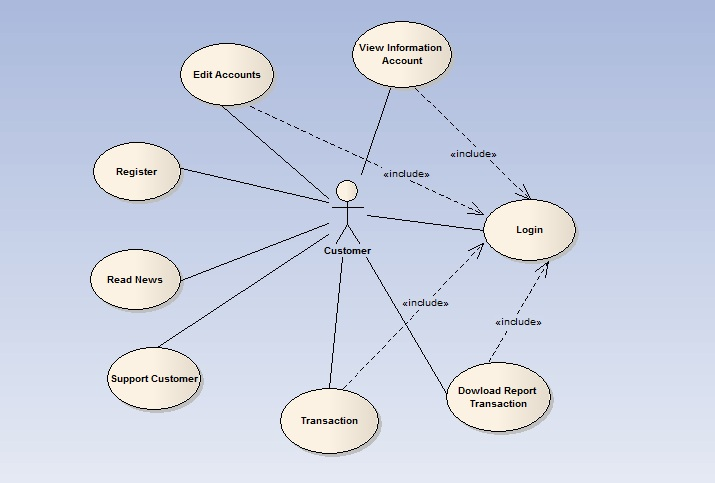 View Information
Account
Edit Accounts
«include»
«include»
Register
Login
Customer
Read News
«include»
«include»
Support Customer
Dowload Report
Transaction
Transaction